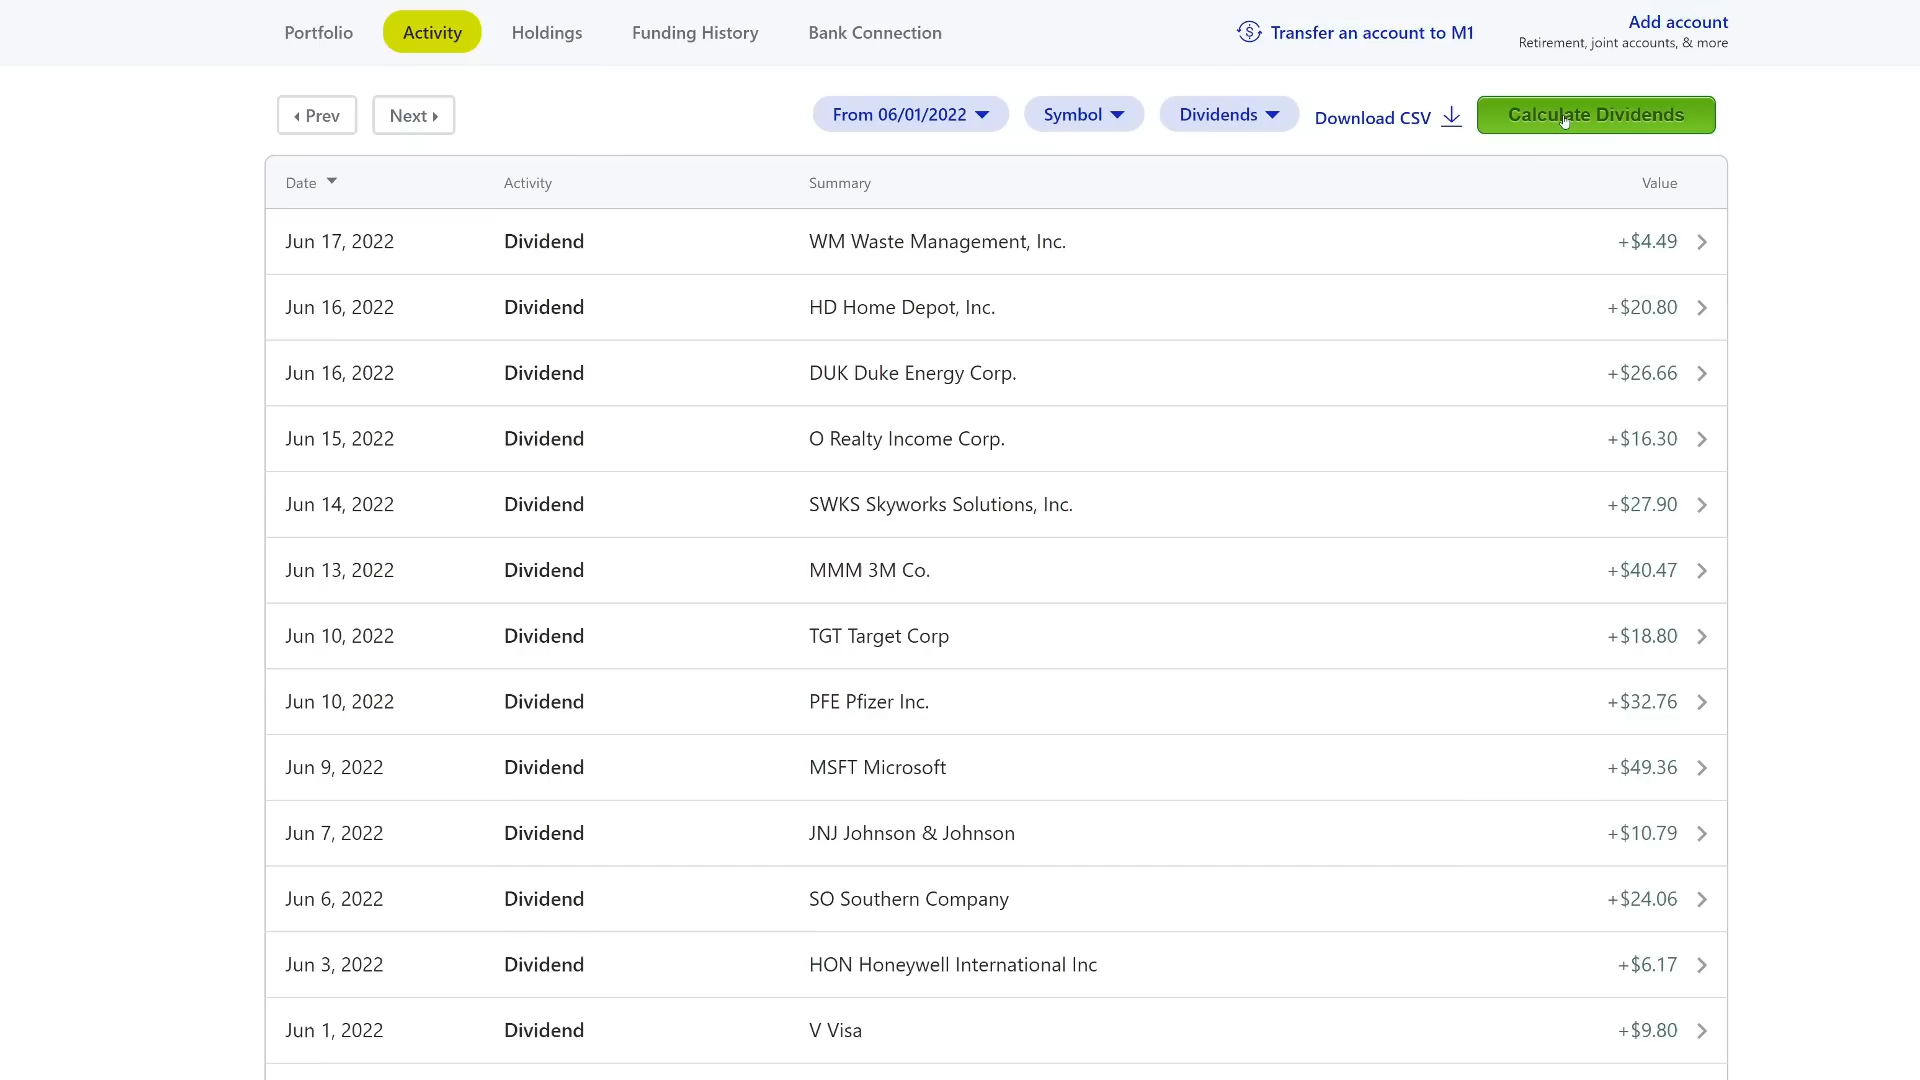 Portfolio
Activity
Holdings
Funding History
Bank Connection
Transfer an account to M1
Add account
Retirement, joint accounts, & more
Prev
Next
From 06/01/2022
Symbol
Dividends
Download CSV
Calculate Dividends
Date Activity Summary Value
Jun 17, 2022 Dividend WM Waste Management, Inc. +$4.49
Jun 16, 2022 Dividend HD Home Depot, Inc. +$20.80
Jun 16, 2022 Dividend DUK Duke Energy Corp. +$26.66
Jun 15, 2022 Dividend O Realty Income Corp. +$16.30
Jun 14, 2022 Dividend SWKS Skyworks Solutions, Inc. +$27.90
Jun 13, 2022 Dividend MMM 3M Co. +$40.47
Jun 10, 2022 Dividend TGT Target Corp +$18.80
Jun 10, 2022 Dividend PFE Pfizer Inc. +$32.76
Jun 9, 2022 Dividend MSFT Microsoft +$49.36
Jun 7, 2022 Dividend JNJ Johnson & Johnson +$10.79
Jun 6, 2022 Dividend SO Southern Company +$24.06
Jun 3, 2022 Dividend HON Honeywell International Inc +$6.17
Jun 1, 2022 Dividend V Visa +$9.80